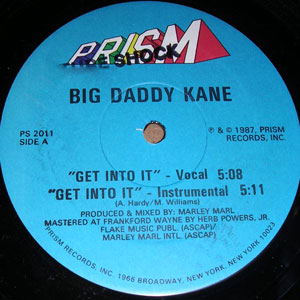 PRISM
SHOCK
BIG DADDY KANE
PS 2011
SIDE A
℗ & © 1987, PRISM
RECORDS, INC.
"GET INTO IT" - Vocal 5:08
"GET INTO IT" - Instrumental 5:11
(A. Hardy/M. Williams)
PRODUCED & MIXED BY: MARLEY MARL
MASTERED AT FRANKFORD WAYNE BY HERB POWERS, JR.
FLAKE MUSIC PUBL. (ASCAP)/
MARLEY MARL INTL. (ASCAP)
PRISM RECORDS, INC. 1966 BROADWAY, NEW YORK, NEW YORK 10023